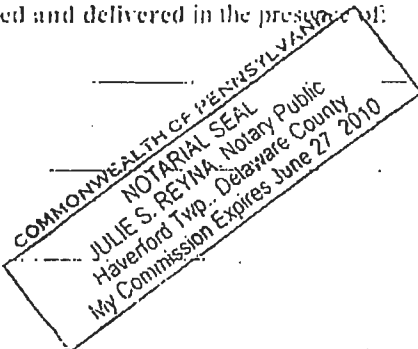 ed and delivered in the presence of:
COMMONWEALTH OF PENNSYLVANIA
NOTARIAL SEAL
JULIE S. REYNA, Notary Public
Haverford Twp., Delaware County
My Commission Expires June 27 2010